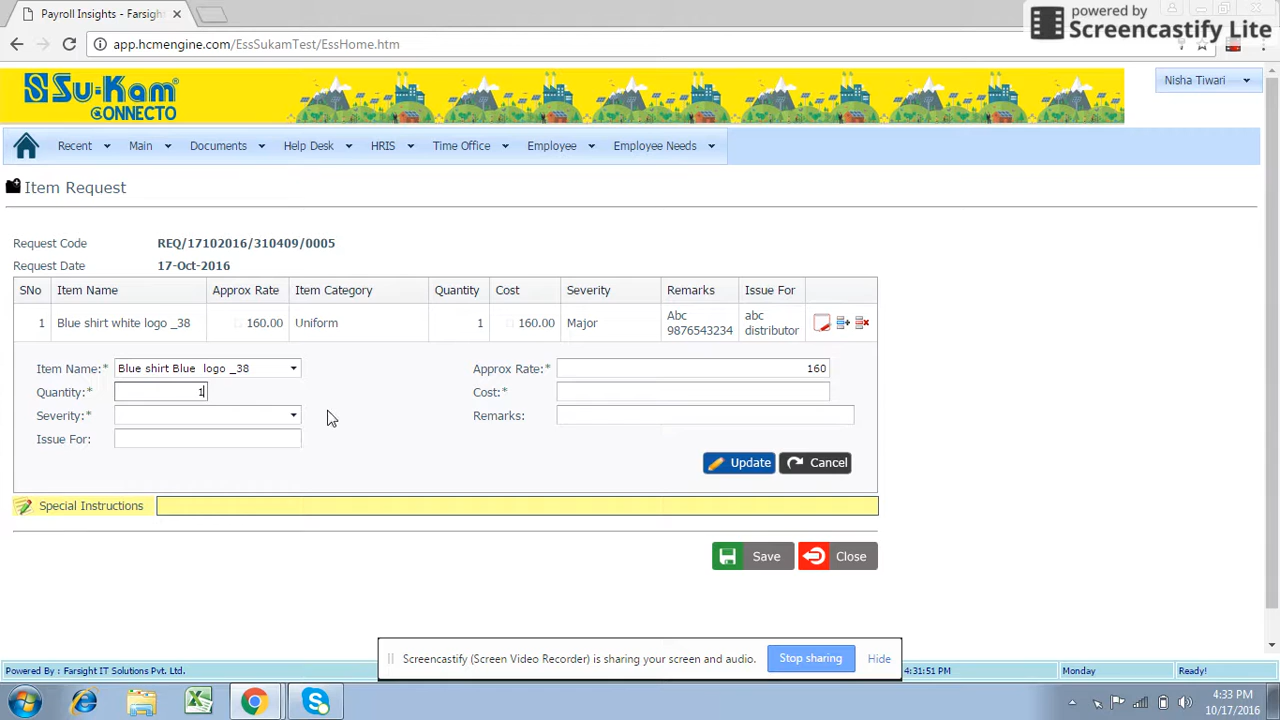 Payroll Insights - Farsigh
powered by
Screencastify Lite
app.hcmengine.com/EssSukamTest/EssHome.htm
Su-Kam®
CONNECTO
Nisha Tiwari
Recent Main Documents Help Desk HRIS Time Office Employee Employee Needs
Item Request
Request Code REQ/17102016/310409/0005
Request Date 17-Oct-2016
SNo Item Name Approx Rate Item Category Quantity Cost Severity Remarks Issue For
1 Blue shirt white logo _38 160.00 Uniform 1 160.00 Major Abc 9876543234 abc distributor
Item Name:* Blue shirt Blue logo _38 Approx Rate:* 160
Quantity:* 1 Cost:*
Severity:* Remarks:
Issue For:
Update Cancel
Special Instructions
Save Close
Screencastify (Screen Video Recorder) is sharing your screen and audio. Stop sharing Hide
Powered By : Farsight IT Solutions Pvt. Ltd. 4:31:51 PM Monday Ready!
4:33 PM
10/17/2016